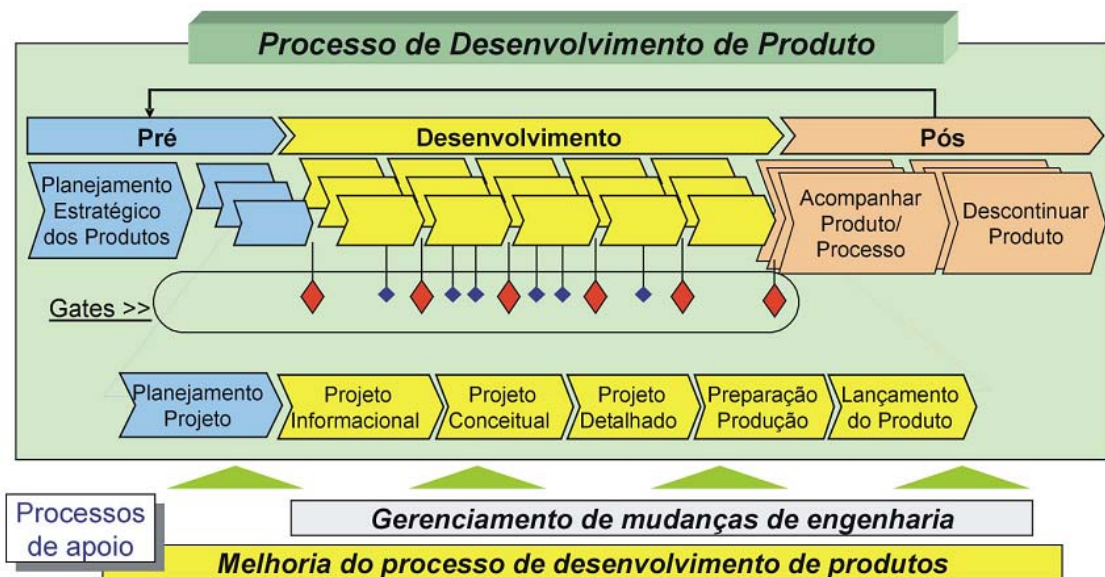 Processo de Desenvolvimento de Produto
Pré
Desenvolvimento
Pós
Planejamento
Estratégico
dos Produtos
Acompanhar
Produto/
Processo
Descontinuar
Produto
Gates >>
Planejamento
Projeto
Projeto
Informacional
Projeto
Conceitual
Projeto
Detalhado
Preparação
Produção
Lançamento
do Produto
Processos
de apoio
Gerenciamento de mudanças de engenharia
Melhoria do processo de desenvolvimento de produtos